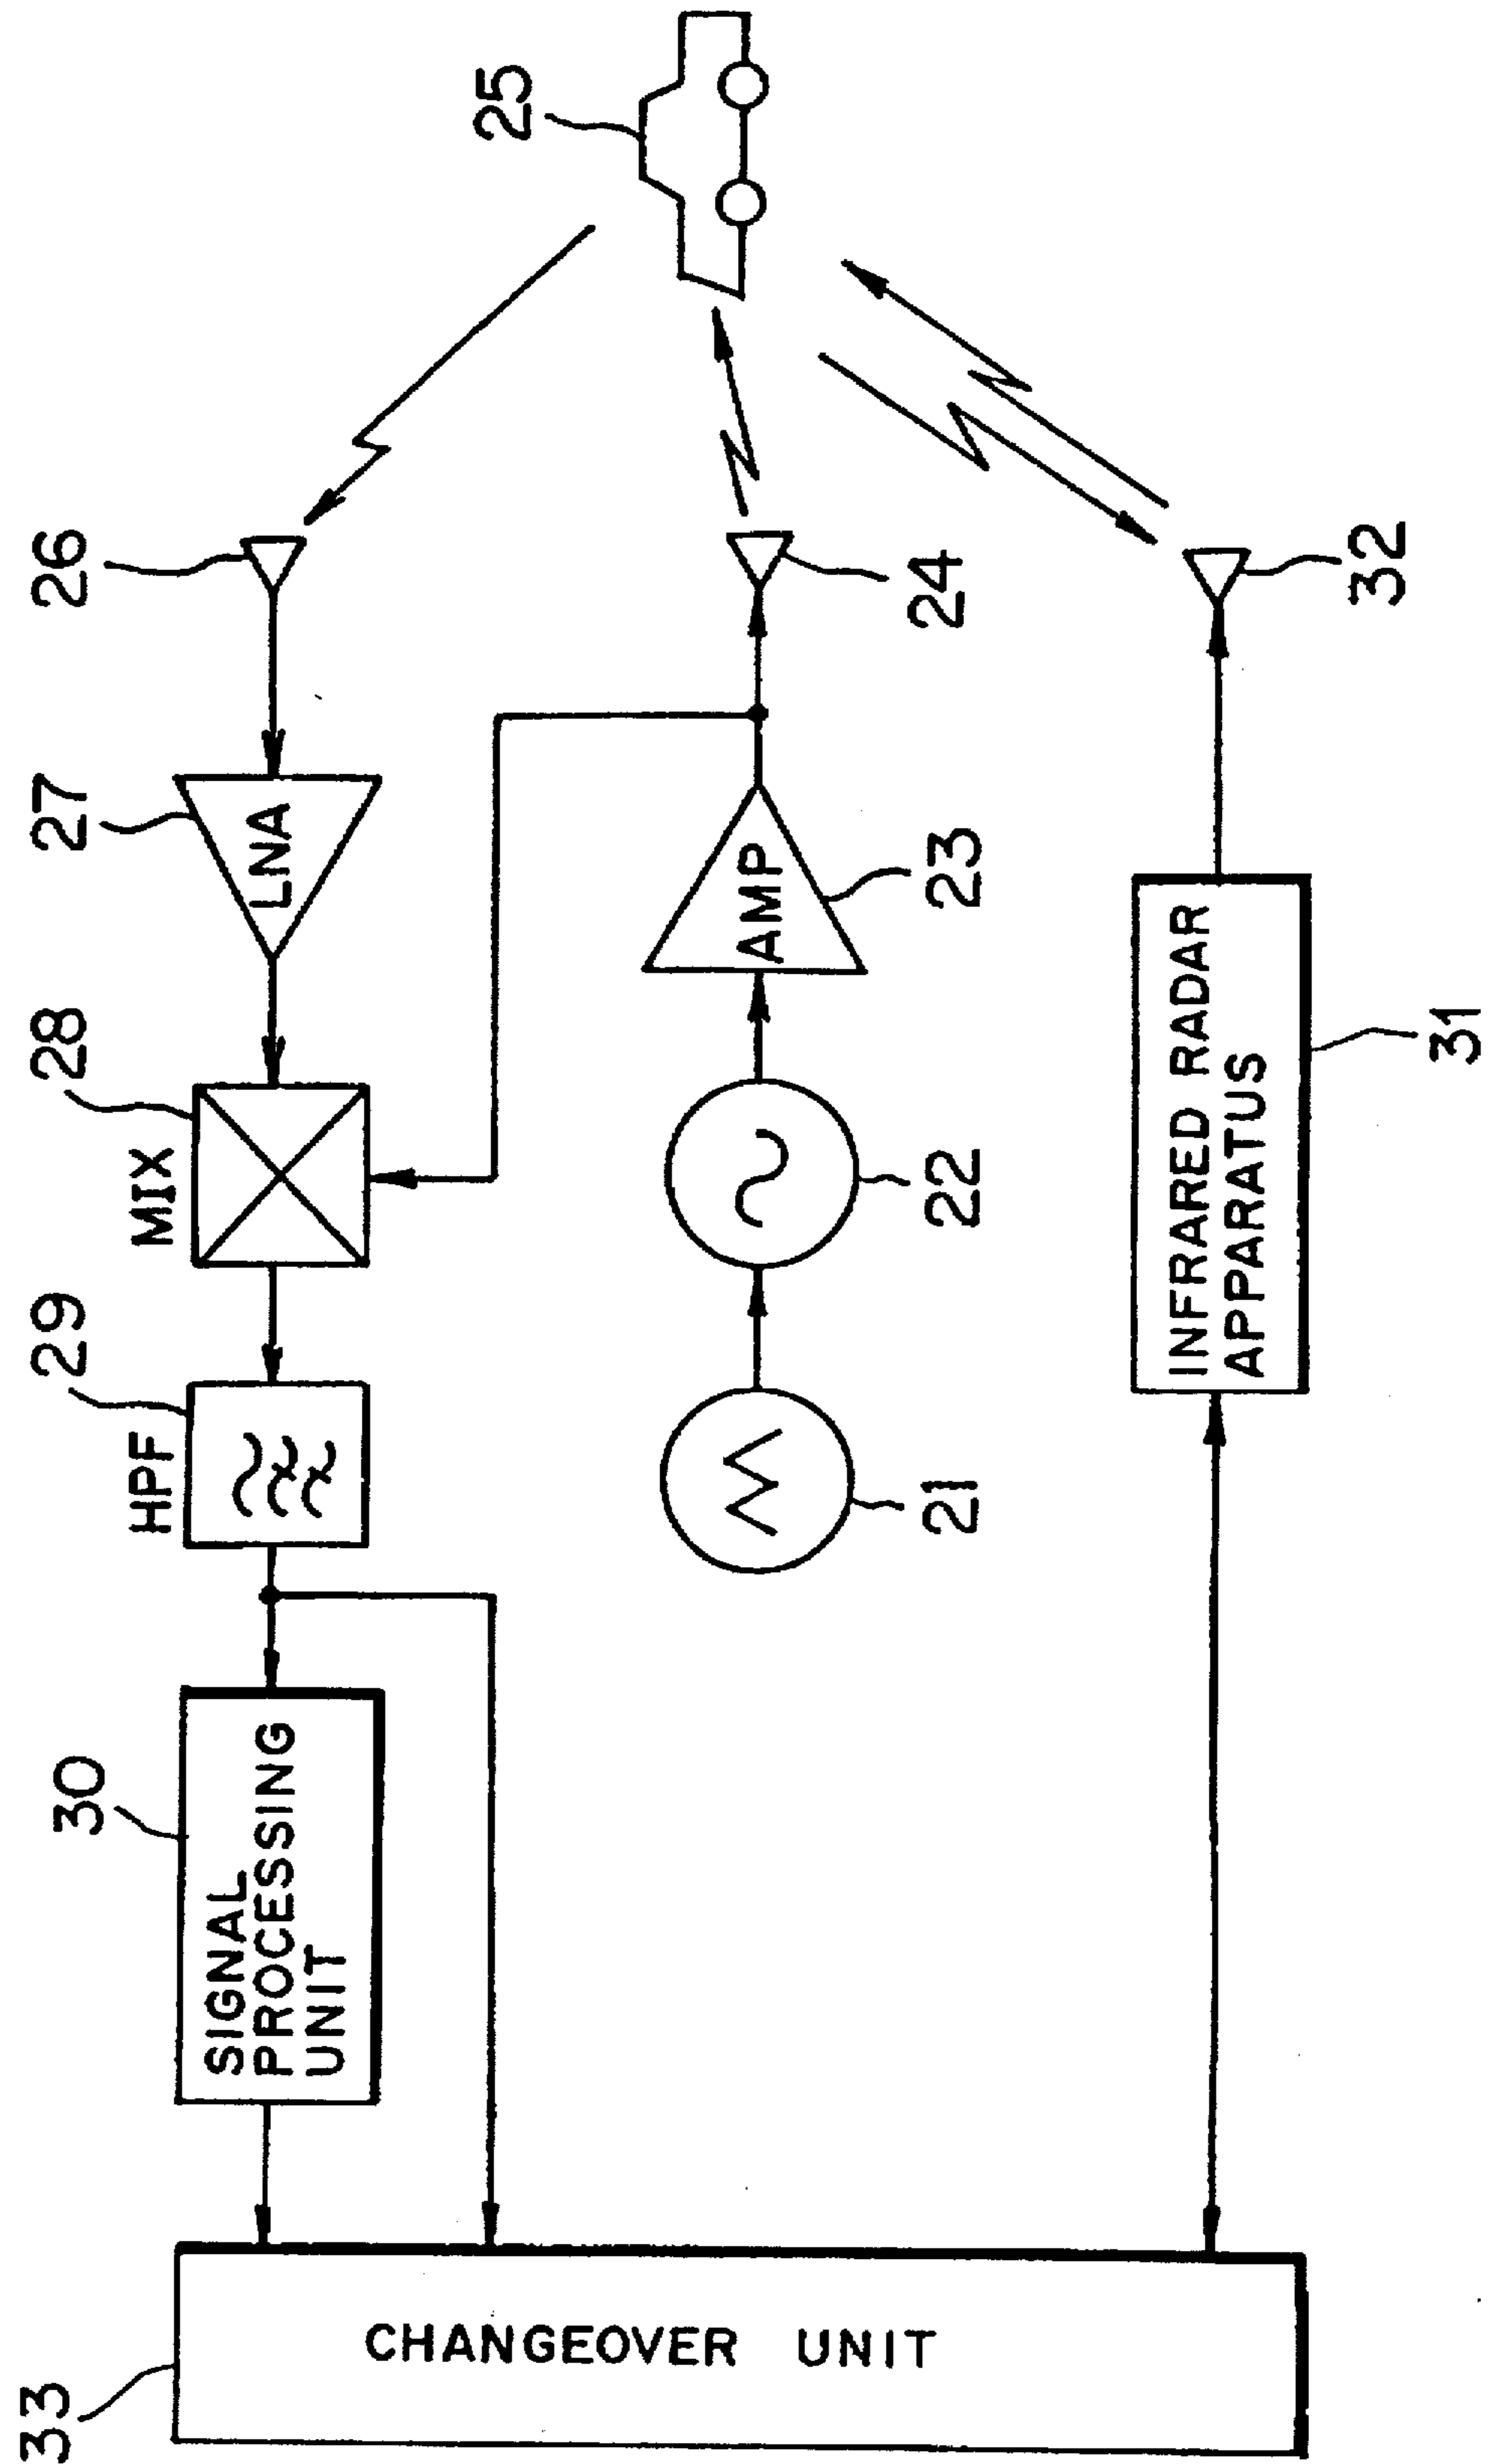 33
CHANGEOVER UNIT
30
SIGNAL
PROCESSING
UNIT
29
HPF
28
MIX
27
LNA
26
25
21
22
23
AMP
24
31
INFRARED RADAR
APPARATUS
32